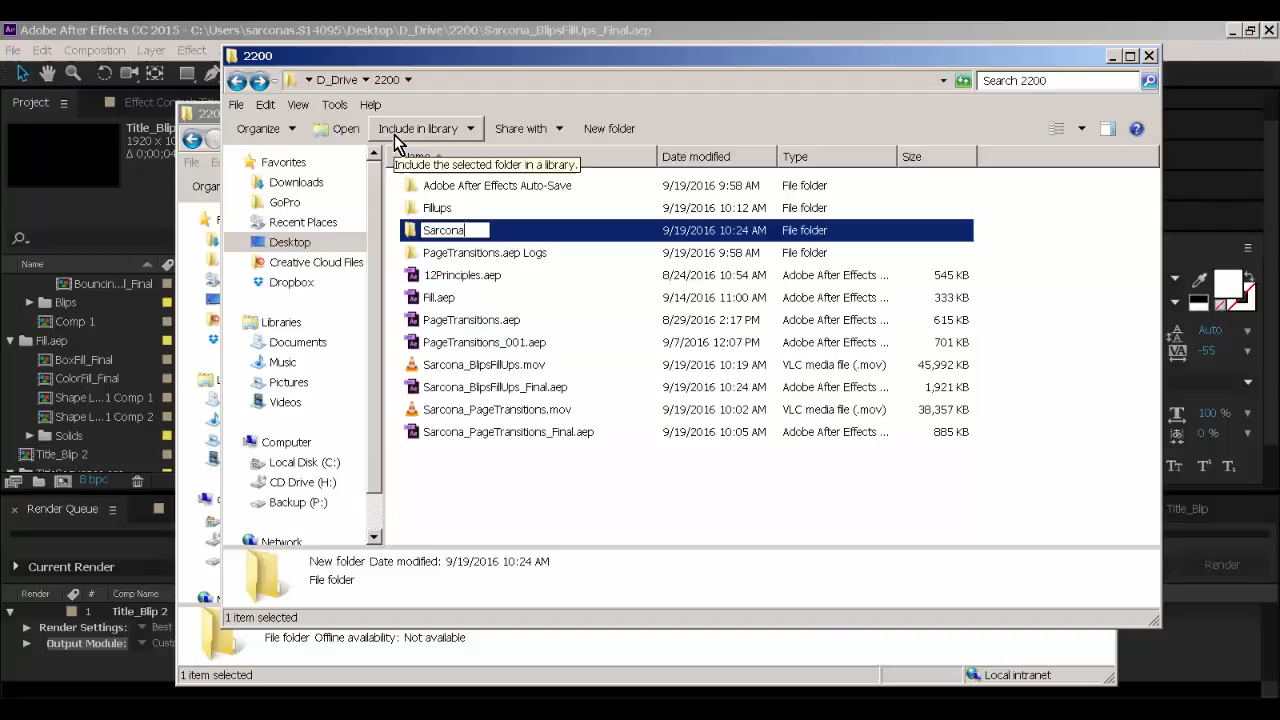 Adobe After Effects CC 2015 - C:\Users\sarconas.S14095\Desktop\D_Drive\2200\Sarcona_BlipsFillUps_Final.aep
File Edit Composition Layer Effect
2200
D_Drive 2200
Search 2200
Project
Effect Controls
File Edit View Tools Help
Organize Open Include in library Share with New folder
Include the selected folder in a library.
Title_Blip
1920 x
Δ 0;00;04
Date modified Type Size
Favorites
Downloads
GoPro
Recent Places
Desktop
Creative Cloud Files
Dropbox
Libraries
Documents
Music
Pictures
Videos
Computer
Local Disk (C:)
CD Drive (H:)
Backup (P:)
Network
Adobe After Effects Auto-Save 9/19/2016 9:58 AM File folder
Fillups 9/19/2016 10:12 AM File folder
Sarcona 9/19/2016 10:24 AM File folder
PageTransitions.aep Logs 9/19/2016 9:58 AM File folder
12Principles.aep 8/24/2016 10:54 AM Adobe After Effects ... 545 KB
Fill.aep 9/14/2016 11:00 AM Adobe After Effects ... 333 KB
PageTransitions.aep 8/29/2016 2:17 PM Adobe After Effects ... 615 KB
PageTransitions_001.aep 9/7/2016 12:07 PM Adobe After Effects ... 701 KB
Sarcona_BlipsFillUps.mov 9/19/2016 10:19 AM VLC media file (.mov) 45,992 KB
Sarcona_BlipsFillUps_Final.aep 9/19/2016 10:24 AM Adobe After Effects ... 1,921 KB
Sarcona_PageTransitions.mov 9/19/2016 10:02 AM VLC media file (.mov) 38,357 KB
Sarcona_PageTransitions_Final.aep 9/19/2016 10:05 AM Adobe After Effects ... 885 KB
New folder Date modified: 9/19/2016 10:24 AM
File folder
1 item selected
Name
Bouncin...l_Final
Blips
Comp 1
Fill.aep
BoxFill_Final
ColorFill_Final
Shape L...1 Comp 1
Shape L...1 Comp 2
Solids
Title_Blip 2
8 bpc
Render Queue
Current Render
Render # Comp Name
1 Title_Blip 2
Render Settings: Best
Output Module: Custo
File folder Offline availability: Not available
1 item selected
Local intranet
Auto
-55
100 %
0 %
TT T¹ T₁
Title_Blip
Render